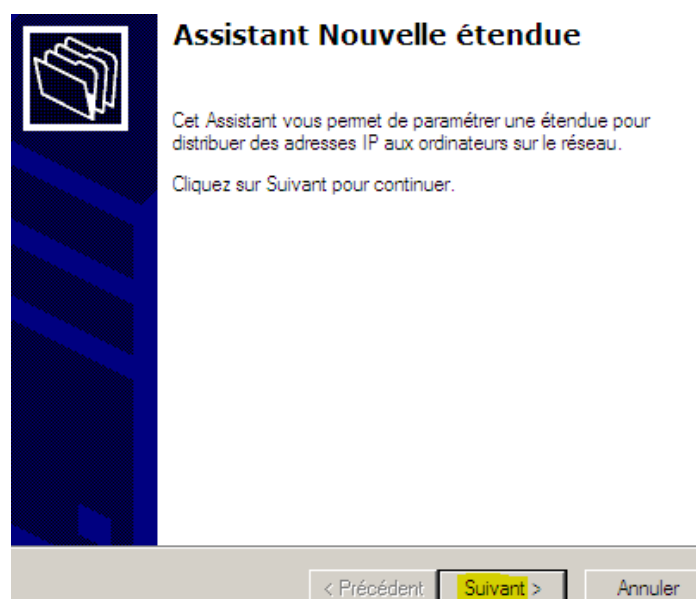 Assistant Nouvelle étendue
Cet Assistant vous permet de paramétrer une étendue pour
distribuer des adresses IP aux ordinateurs sur le réseau.
Cliquez sur Suivant pour continuer.
< Précédent Suivant > Annuler